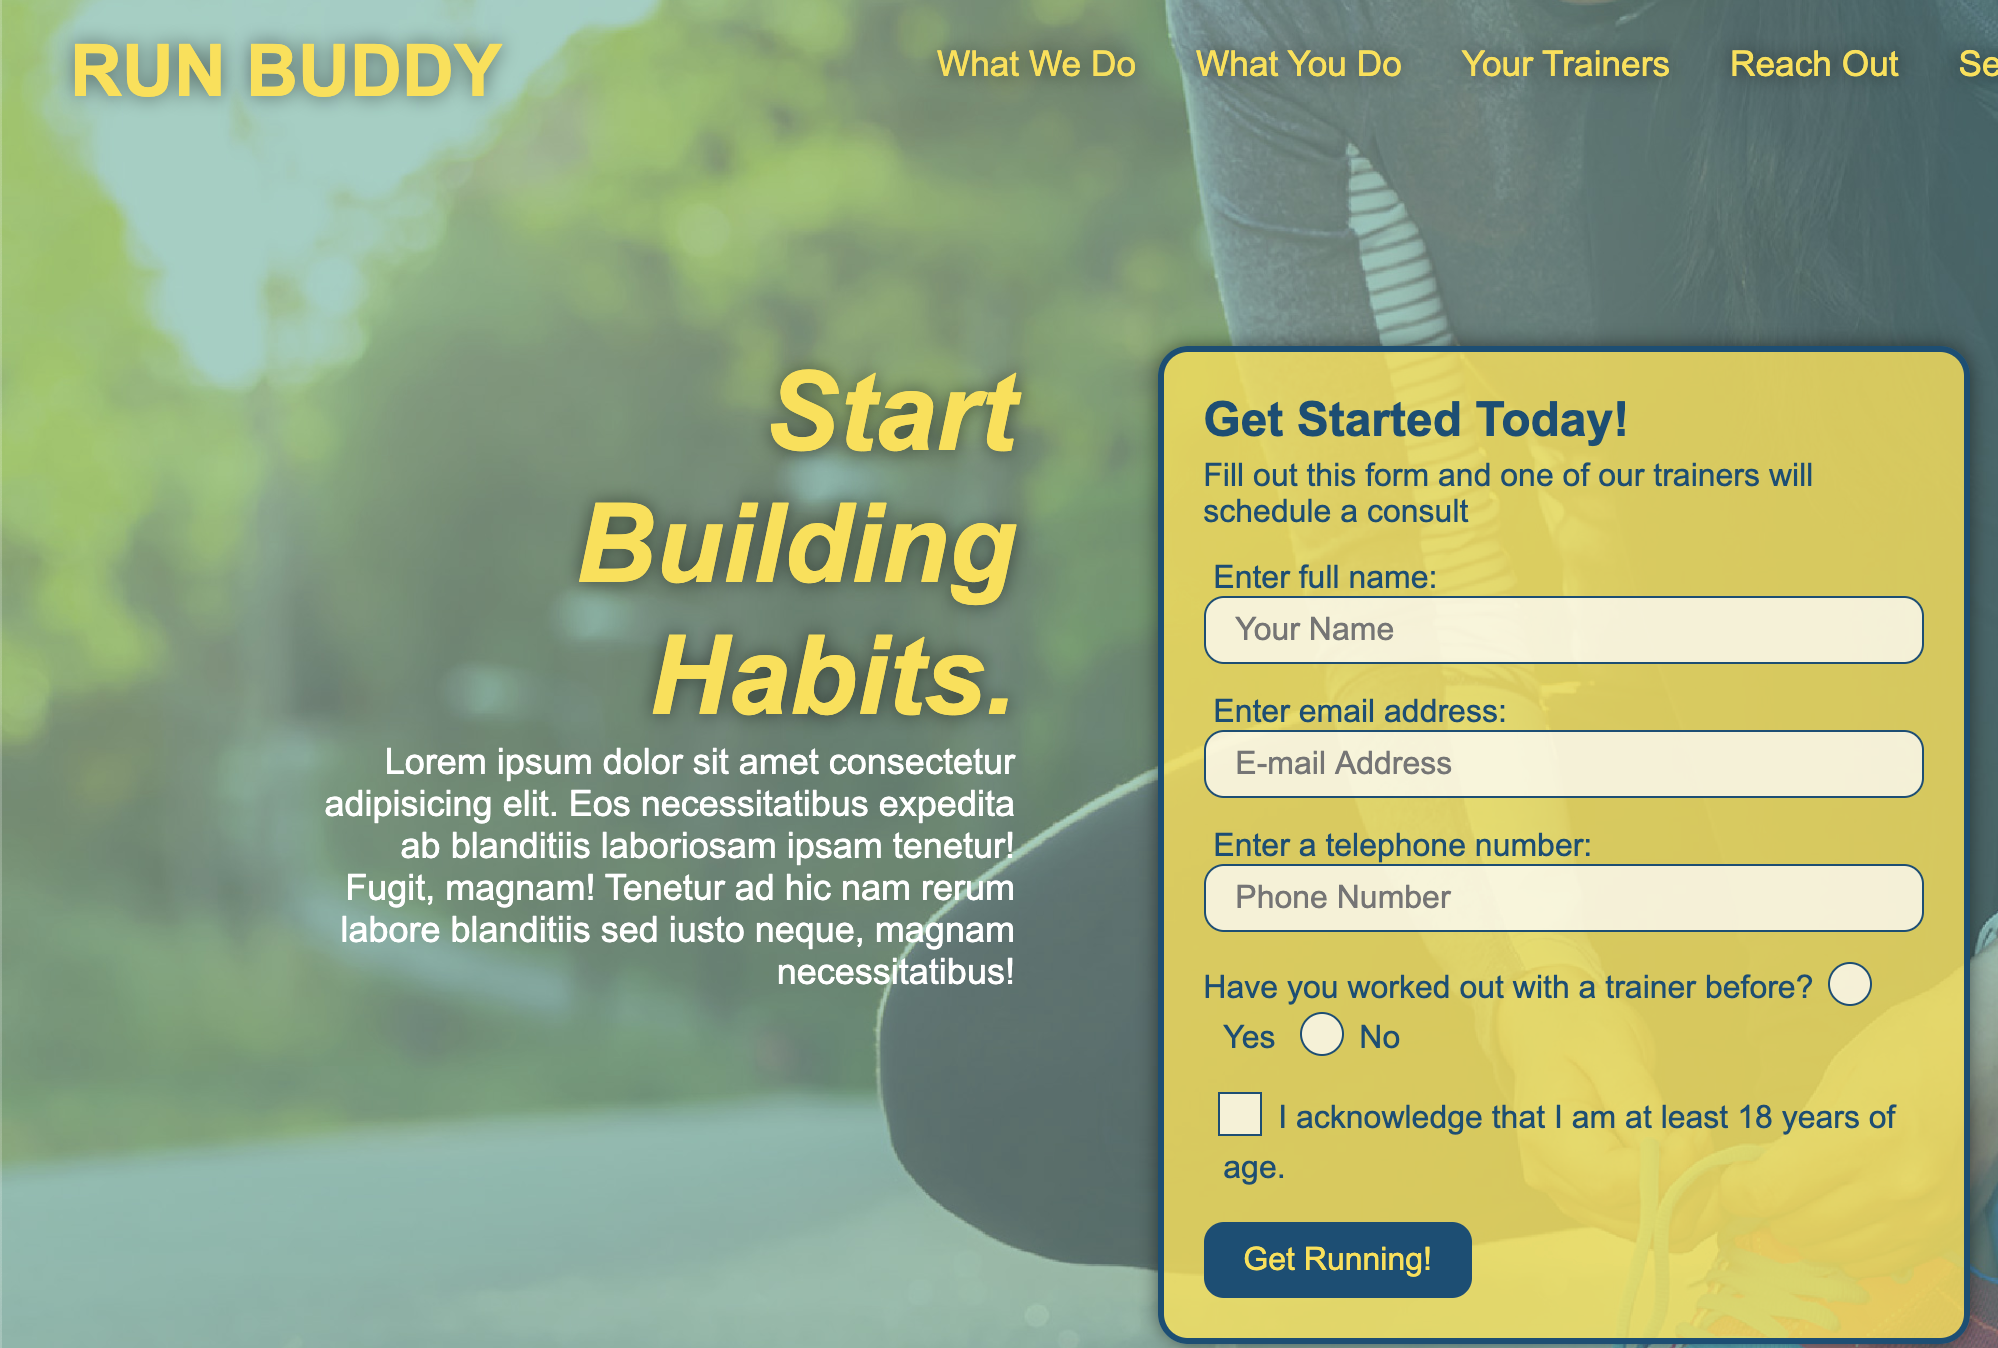 RUN BUDDY
What We Do What You Do Your Trainers Reach Out Se
Start
Building
Habits.
Lorem ipsum dolor sit amet consectetur
adipisicing elit. Eos necessitatibus expedita
ab blanditiis laboriosam ipsam tenetur!
Fugit, magnam! Tenetur ad hic nam rerum
labore blanditiis sed iusto neque, magnam
necessitatibus!
Get Started Today!
Fill out this form and one of our trainers will
schedule a consult
Enter full name:
Your Name
Enter email address:
E-mail Address
Enter a telephone number:
Phone Number
Have you worked out with a trainer before?
Yes No
I acknowledge that I am at least 18 years of
age.
Get Running!